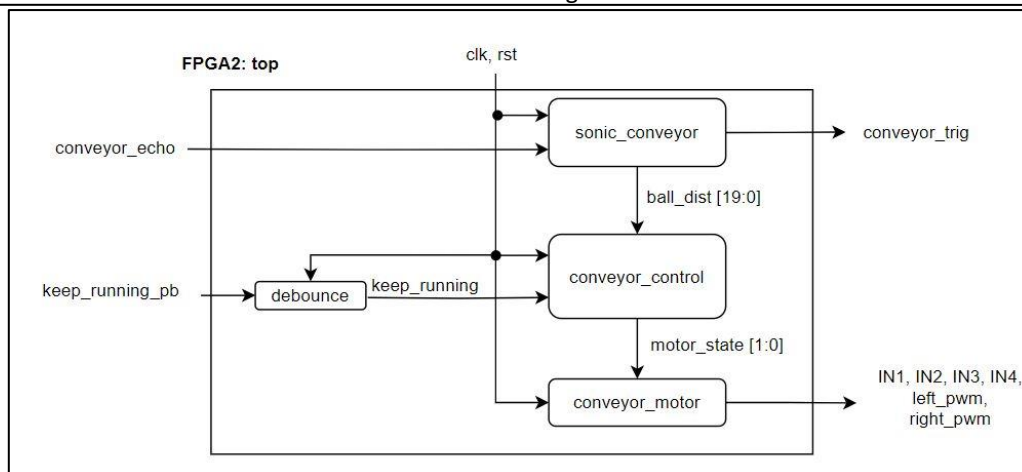 clk, rst
FPGA2: top
sonic_conveyor
conveyor_trig
conveyor_echo
ball_dist [19:0]
conveyor_control
keep_running_pb
debounce
keep_running
motor_state [1:0]
conveyor_motor
IN1, IN2, IN3, IN4,
left_pwm,
right_pwm